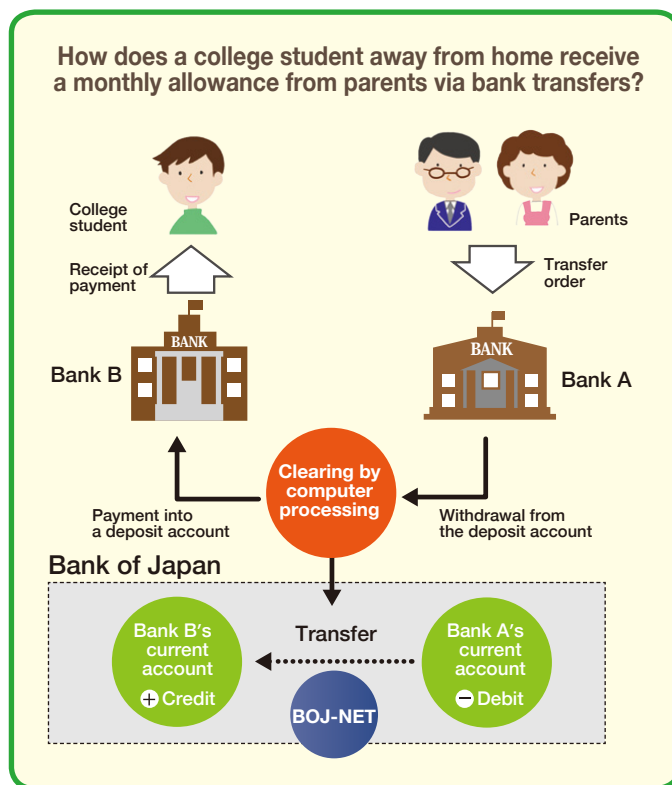 How does a college student away from home receive
a monthly allowance from parents via bank transfers?
College
student
Parents
Receipt of
payment
Transfer
order
BANK
BANK
Bank B
Bank A
Clearing by
computer
processing
Payment into
a deposit account
Withdrawal from
the deposit account
Bank of Japan
Bank B's
current
account
+ Credit
Transfer
Bank A's
current
account
− Debit
BOJ-NET